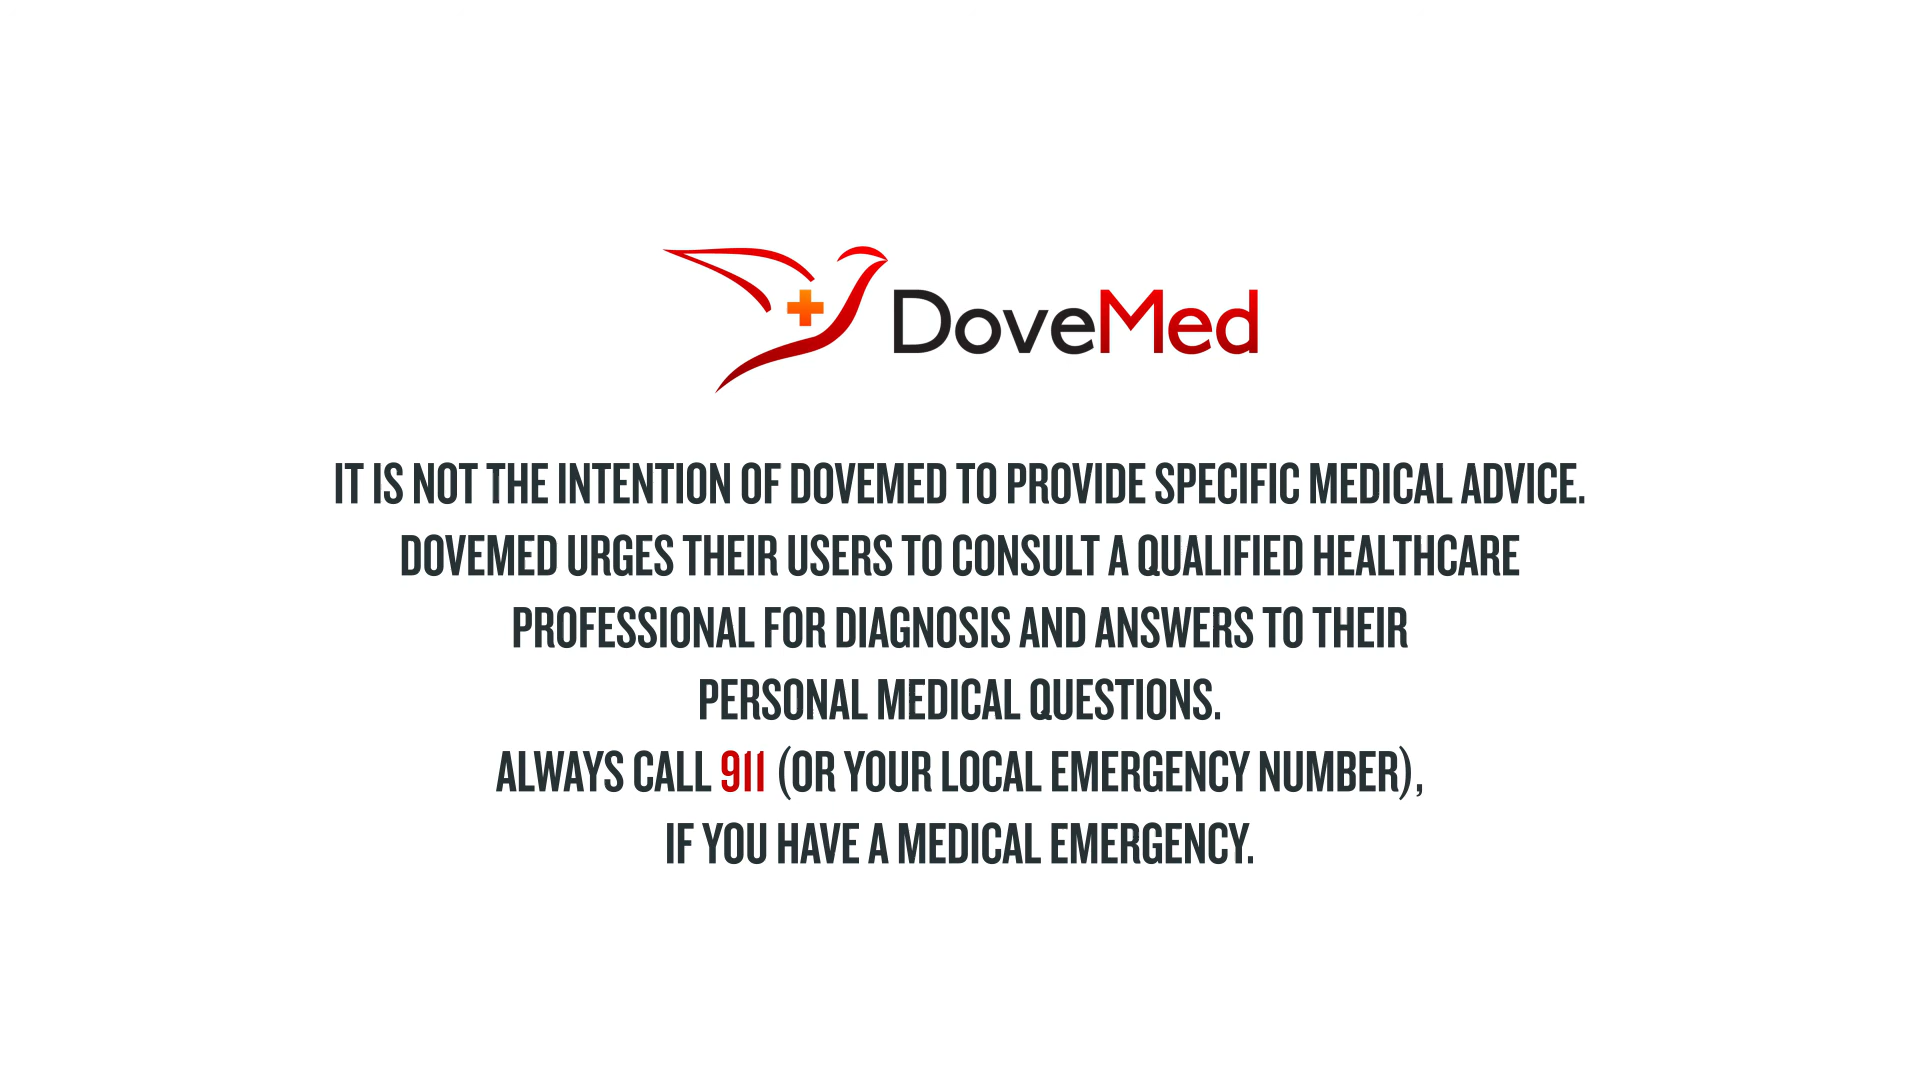 DoveMed
IT IS NOT THE INTENTION OF DOVEMED TO PROVIDE SPECIFIC MEDICAL ADVICE.
DOVEMED URGES THEIR USERS TO CONSULT A QUALIFIED HEALTHCARE
PROFESSIONAL FOR DIAGNOSIS AND ANSWERS TO THEIR
PERSONAL MEDICAL QUESTIONS.
ALWAYS CALL 911 (OR YOUR LOCAL EMERGENCY NUMBER),
IF YOU HAVE A MEDICAL EMERGENCY.